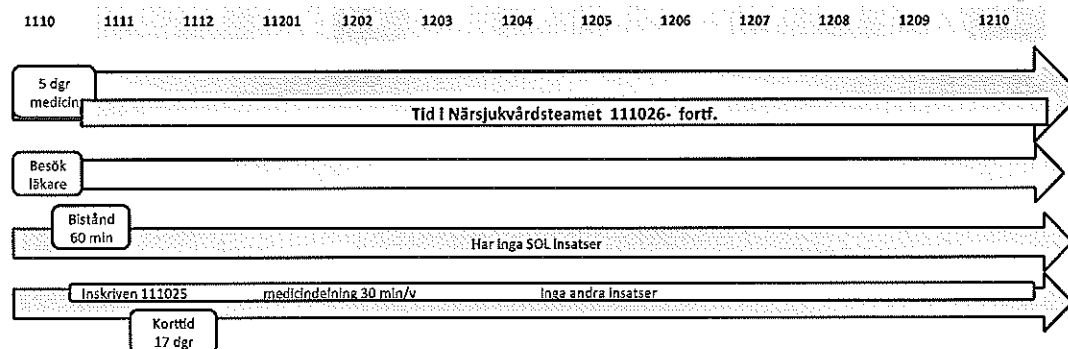 1110 1111 1112 11201 1202 1203 1204 1205 1206 1207 1208 1209 1210
5 dgr
medicin
Tid i Närsjukvårdsteamet 111026- fortf.
Besök
läkare
Bistånd
60 min
Har inga SOL insatser
Inskriven 111025 medicindelning 30 min/v Inga andra insatser
Korttid
17 dgr